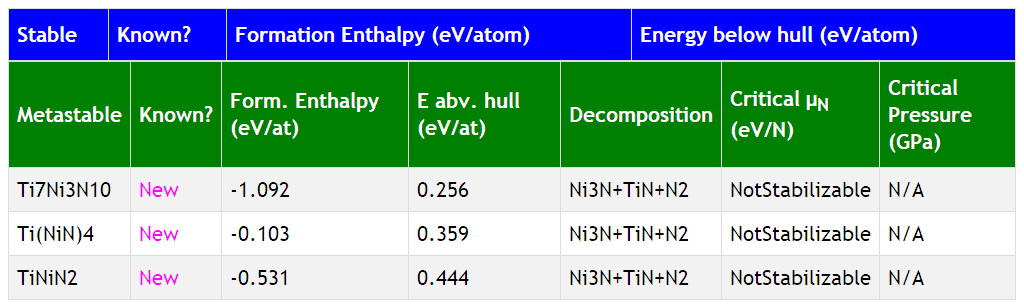 Stable Known? Formation Enthalpy (eV/atom) Energy below hull (eV/atom)
Metastable Known? Form. Enthalpy (eV/at) E abv. hull (eV/at) Decomposition Critical μN (eV/N) Critical Pressure (GPa)
Ti7Ni3N10 New -1.092 0.256 Ni3N+TiN+N2 NotStabilizable N/A
Ti(NiN)4 New -0.103 0.359 Ni3N+TiN+N2 NotStabilizable N/A
TiNiN2 New -0.531 0.444 Ni3N+TiN+N2 NotStabilizable N/A